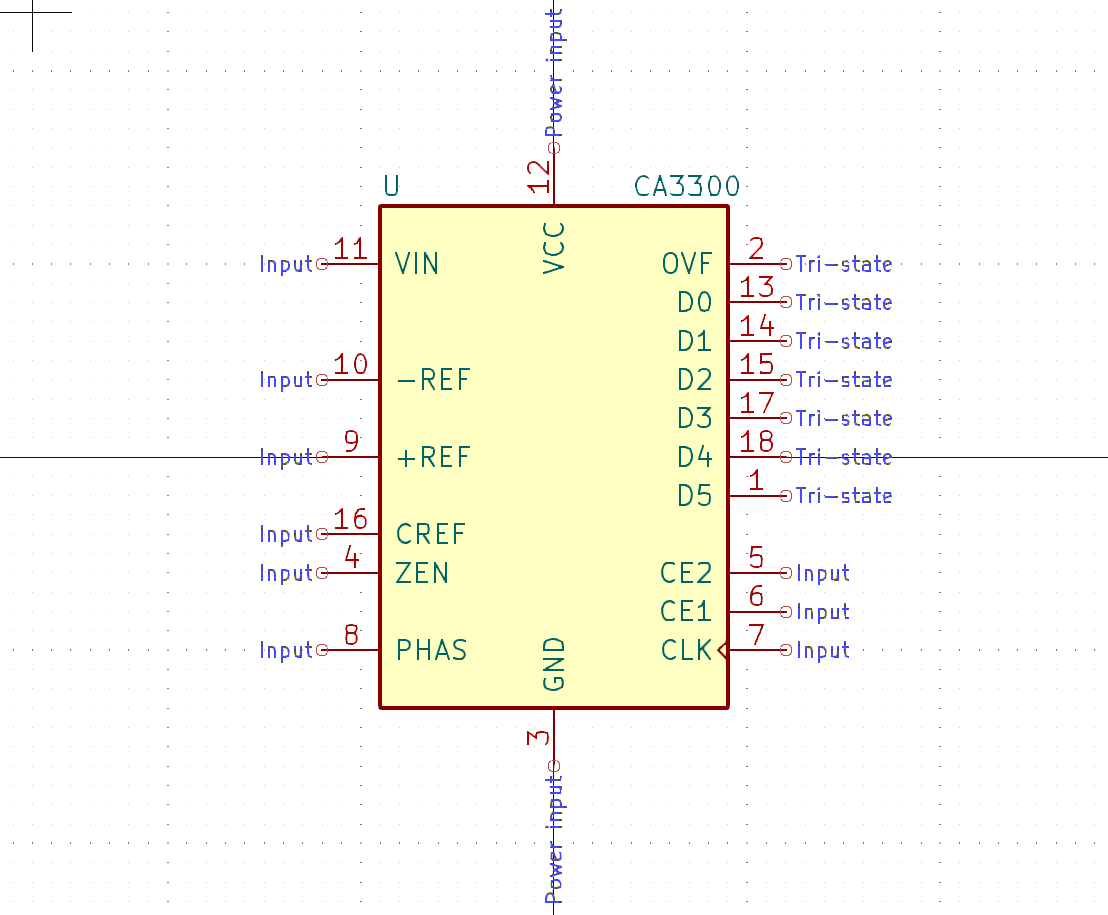 Power input
12
U CA3300
VCC
Input 11 VIN OVF 2 Tri-state
D0 13 Tri-state
D1 14 Tri-state
Input 10 -REF D2 15 Tri-state
D3 17 Tri-state
Input 9 +REF D4 18 Tri-state
D5 1 Tri-state
Input 16 CREF
Input 4 ZEN CE2 5 Input
CE1 6 Input
Input 8 PHAS CLK 7 Input
GND
3
Power input